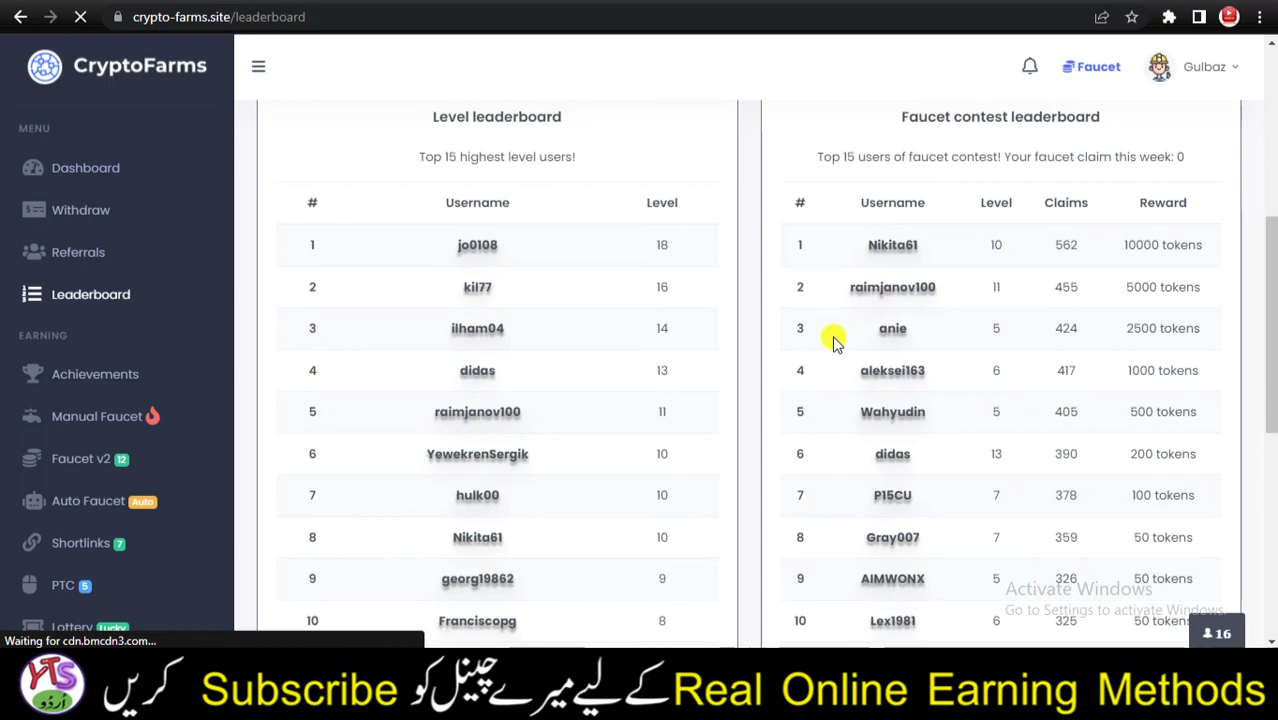 crypto-farms.site/leaderboard
CryptoFarms
Faucet
Gulbaz
MENU
Dashboard
Withdraw
Referrals
Leaderboard
EARNING
Achievements
Manual Faucet
Faucet v2 12
Auto Faucet Auto
Shortlinks 7
PTC 5
Lottery Lucky
Level leaderboard
Top 15 highest level users!
# Username Level
1 jo0108 18
2 kil77 16
3 ilham04 14
4 didas 13
5 raimjanov100 11
6 YewekrenSergik 10
7 hulk00 10
8 Nikita61 10
9 georg19862 9
10 Franciscopg 8
Faucet contest leaderboard
Top 15 users of faucet contest! Your faucet claim this week: 0
# Username Level Claims Reward
1 Nikita61 10 562 10000 tokens
2 raimjanov100 11 455 5000 tokens
3 anie 5 424 2500 tokens
4 aleksei163 6 417 1000 tokens
5 Wahyudin 5 405 500 tokens
6 didas 13 390 200 tokens
7 P15CU 7 378 100 tokens
8 Gray007 7 359 50 tokens
9 AIMWONX 5 326 50 tokens
10 Lex1981 6 325 50 tokens
Activate Windows
Go to Settings to activate Windows.
16
Waiting for cdn.bmcdn3.com...
YTS
اردو
Real Online Earning Methods کے لیے میرے چینل کو Subscribe کریں